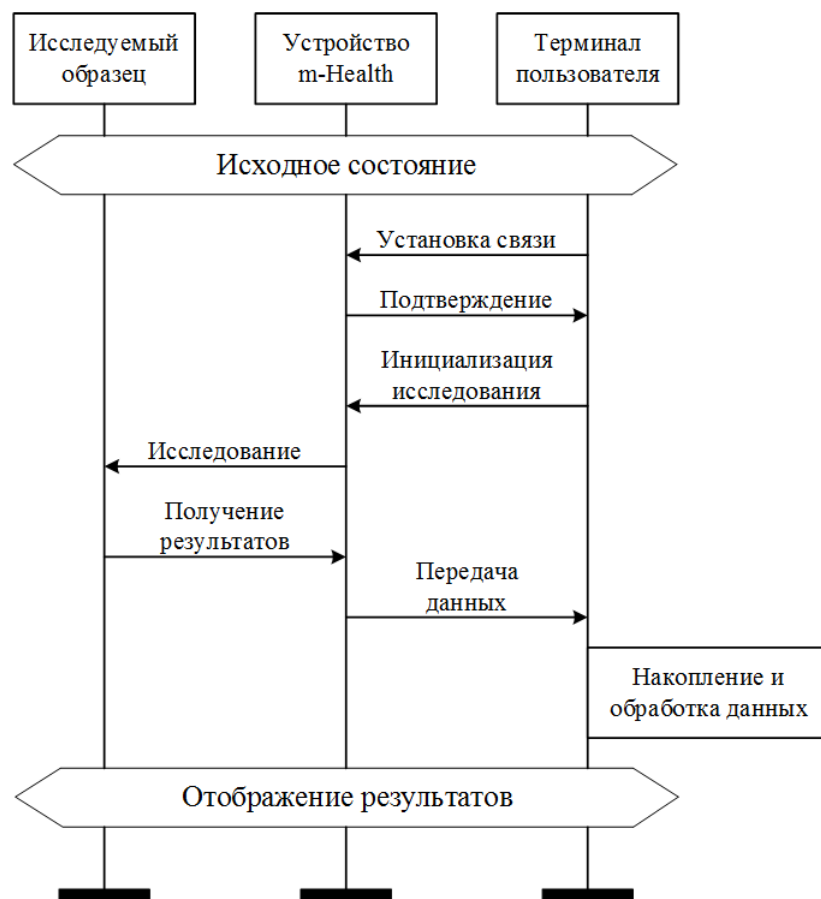 Исследуемый
образец
Устройство
m-Health
Терминал
пользователя
Исходное состояние
Установка связи
Подтверждение
Инициализация
исследования
Исследование
Получение
результатов
Передача
данных
Накопление и
обработка данных
Отображение результатов